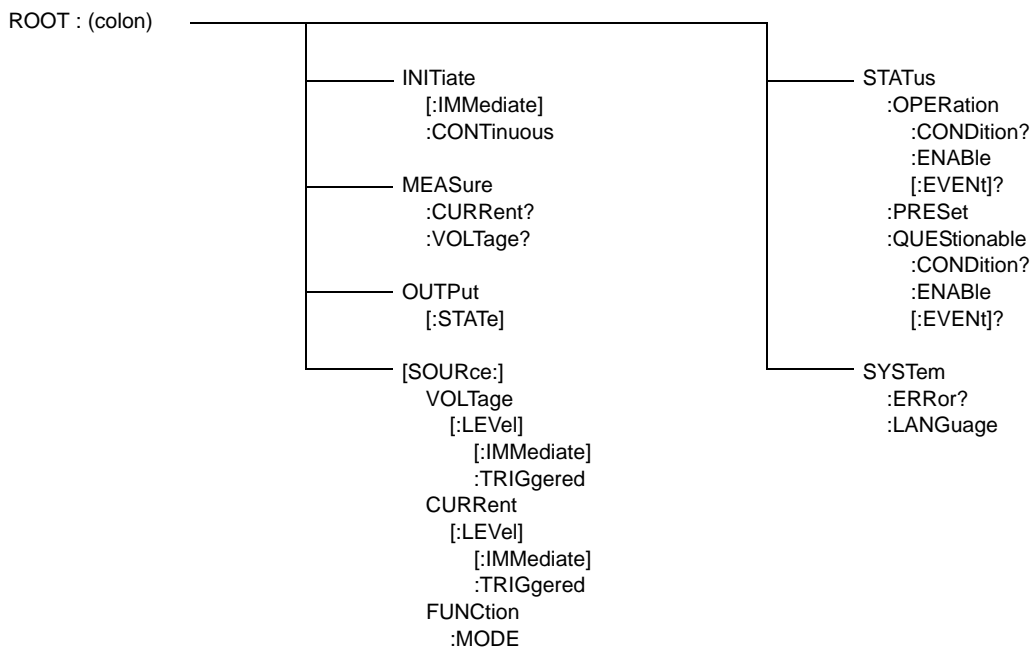 ROOT : (colon)
INITiate
[:IMMediate]
:CONTinuous
MEASure
:CURRent?
:VOLTage?
OUTPut
[:STATe]
[SOURce:]
VOLTage
[:LEVel]
[:IMMediate]
:TRIGgered
CURRent
[:LEVel]
[:IMMediate]
:TRIGgered
FUNCtion
:MODE
STATus
:OPERation
:CONDition?
:ENABle
[:EVENt]?
:PRESet
:QUEStionable
:CONDition?
:ENABle
[:EVENt]?
SYSTem
:ERRor?
:LANGuage